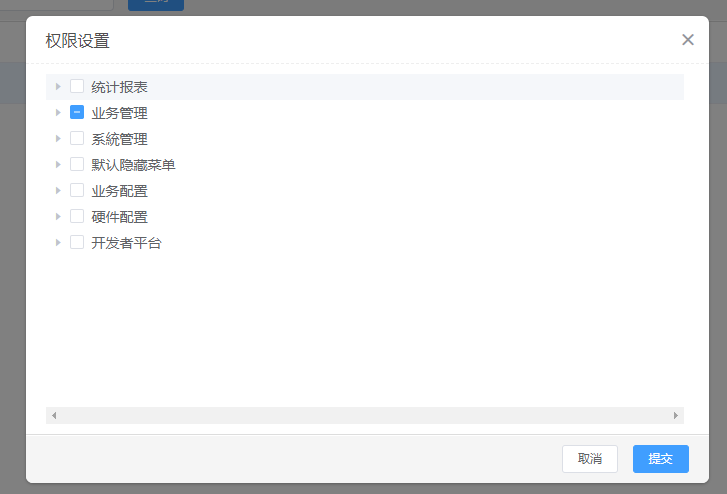 权限设置
统计报表
业务管理
系統管理
默认隐藏菜单
业务配置
硬件配置
开发者平台
取消
提交